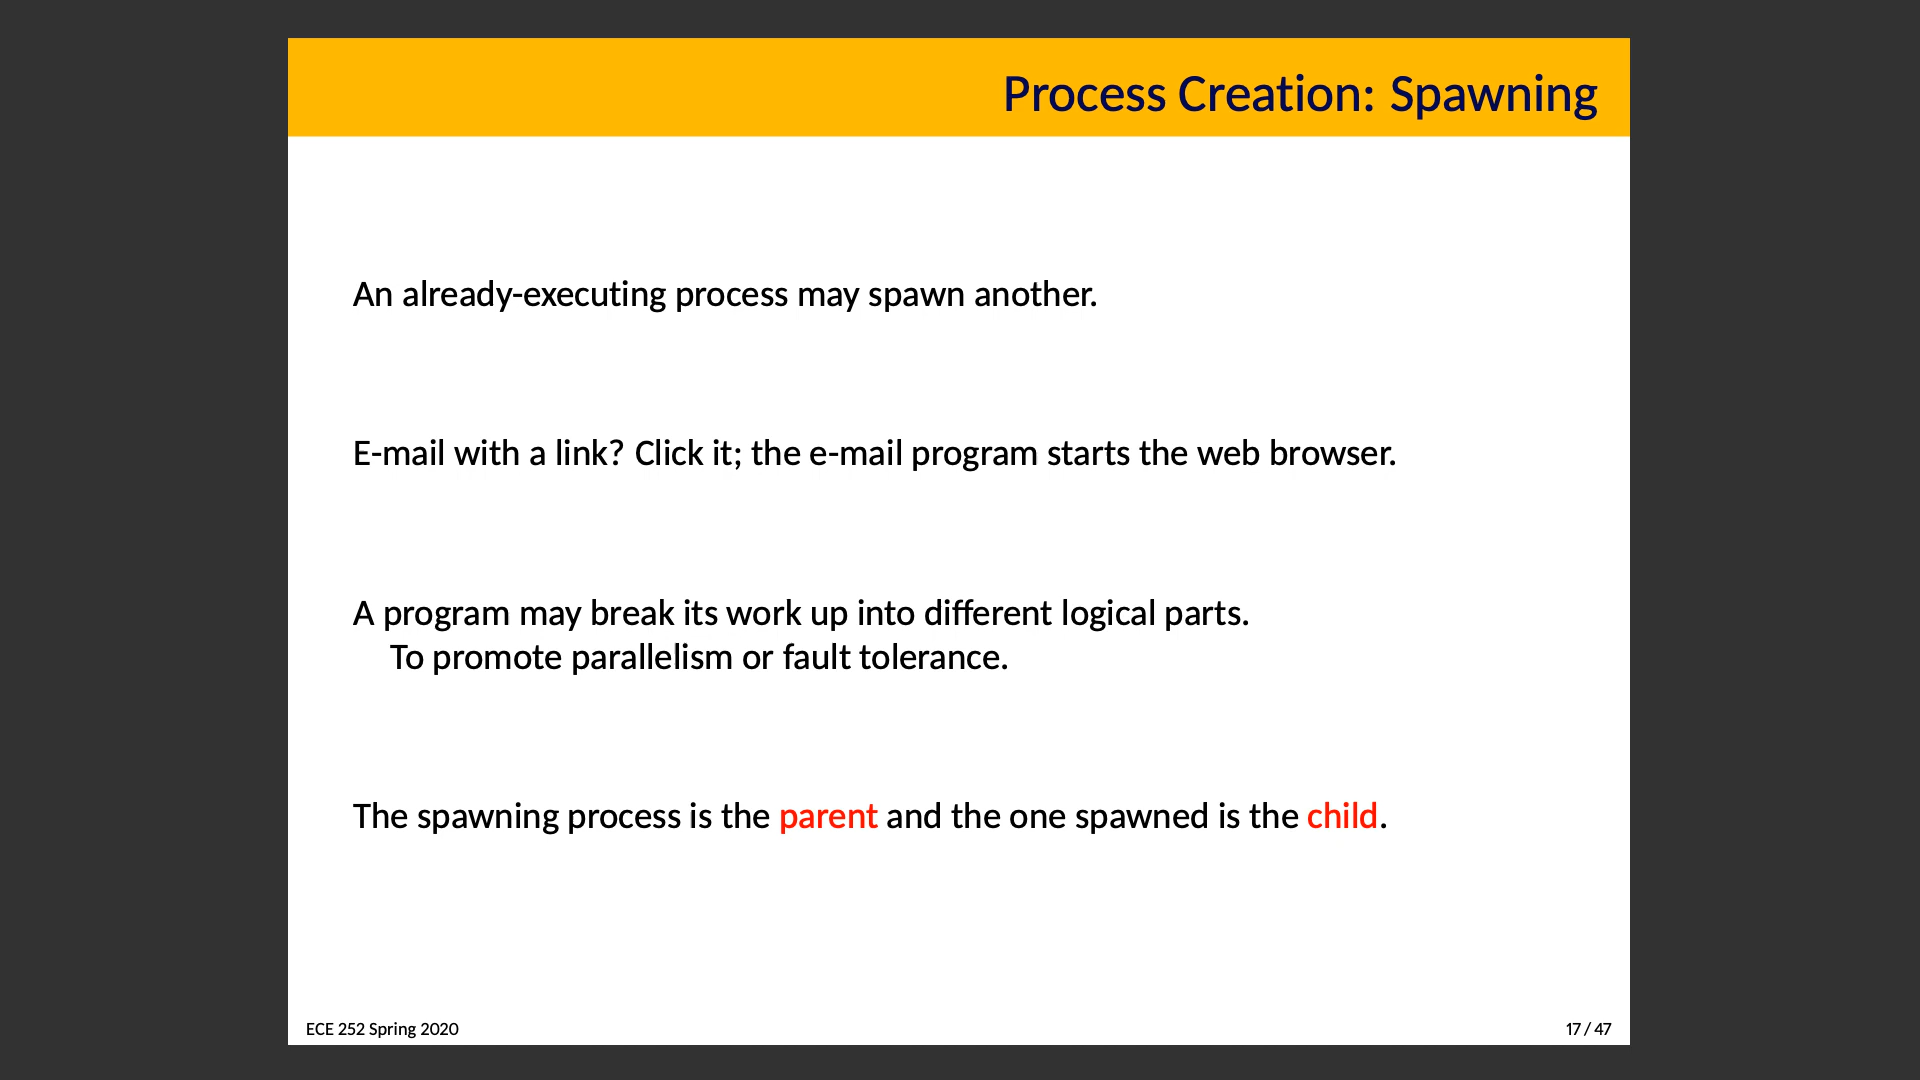 Process Creation: Spawning
An already-executing process may spawn another.
E-mail with a link? Click it; the e-mail program starts the web browser.
A program may break its work up into different logical parts.
To promote parallelism or fault tolerance.
The spawning process is the parent and the one spawned is the child.
ECE 252 Spring 2020
17 / 47